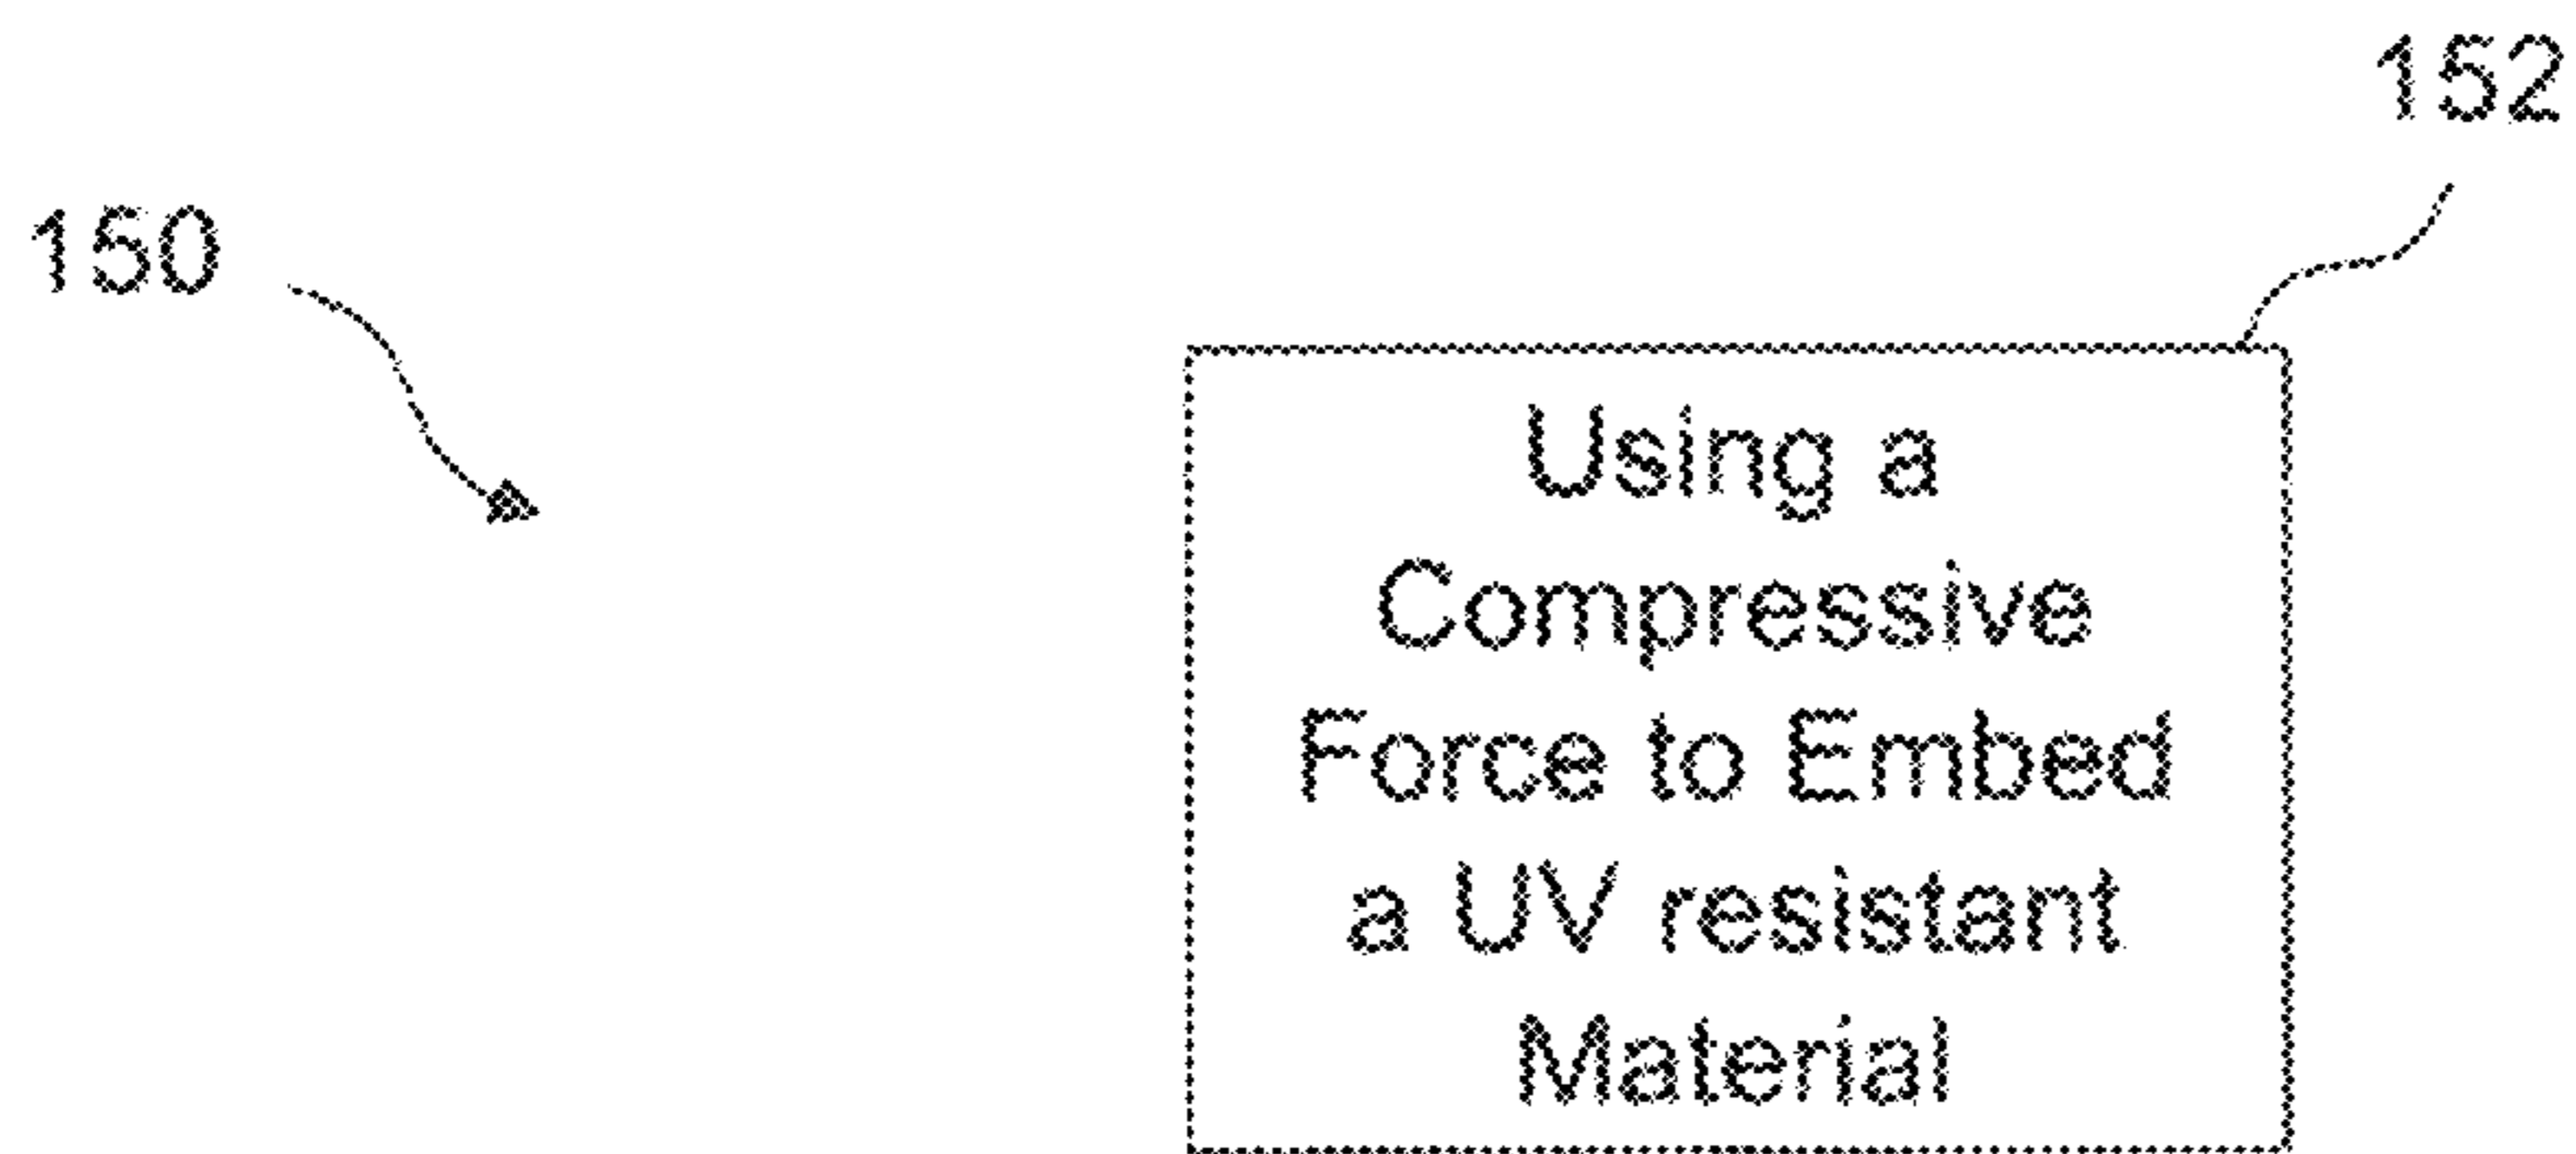 152
150
Using a
Compressive
Force to Embed
a UV resistant
Material